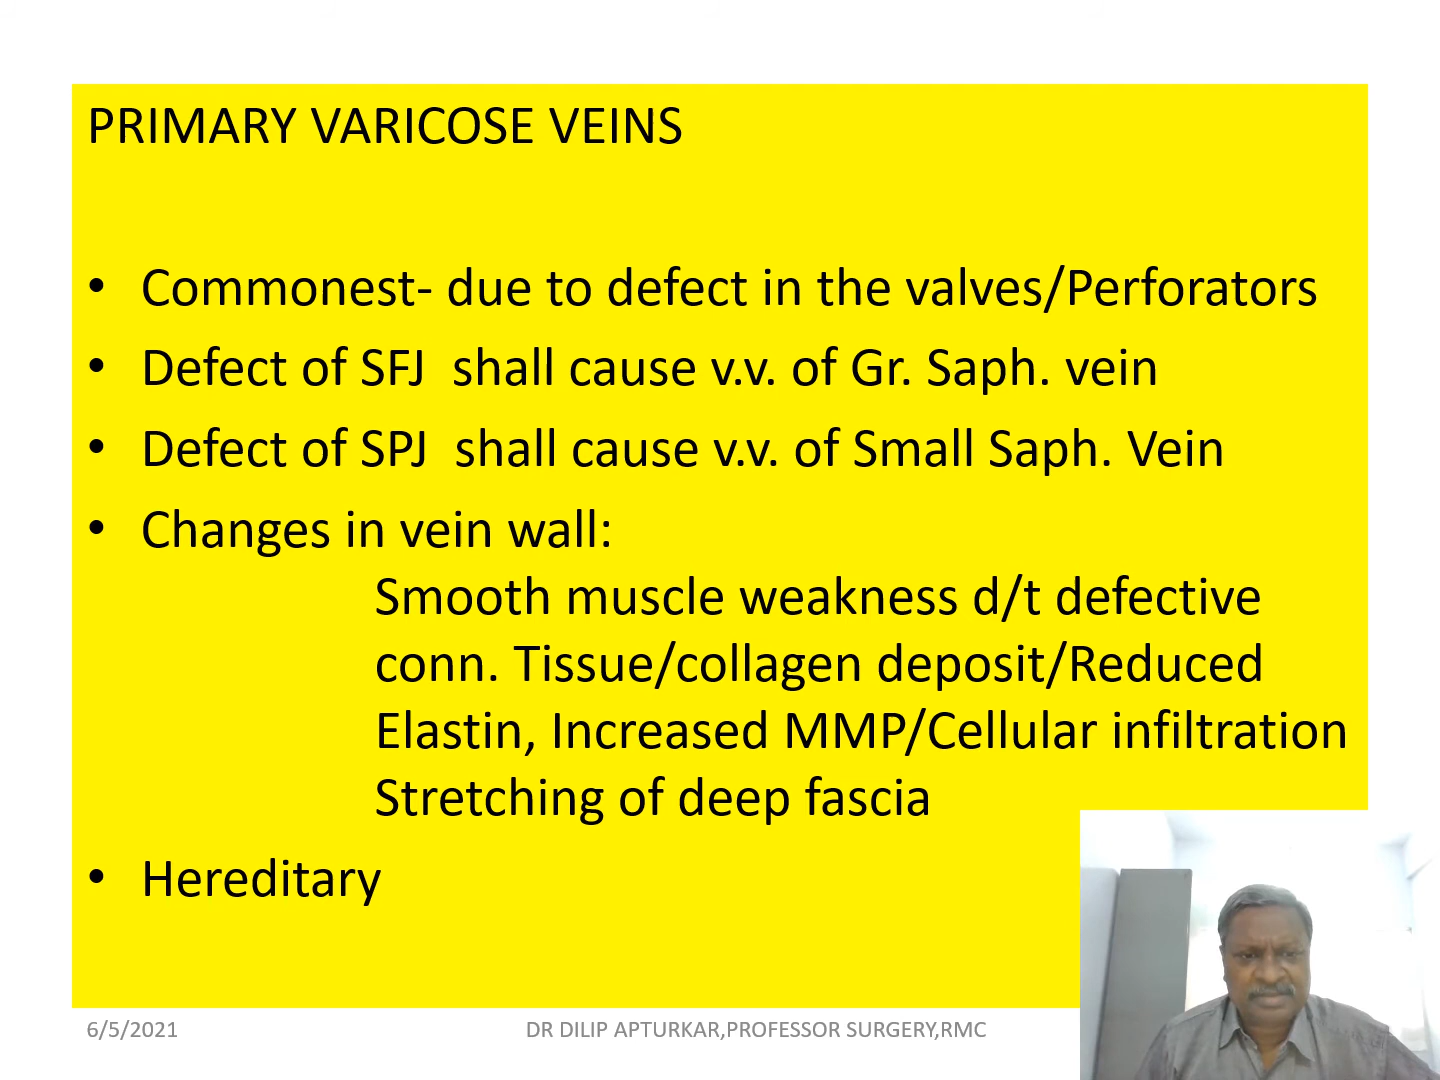 PRIMARY VARICOSE VEINS
• Commonest- due to defect in the valves/Perforators
• Defect of SFJ  shall cause v.v. of Gr. Saph. vein
• Defect of SPJ  shall cause v.v. of Small Saph. Vein
• Changes in vein wall:
Smooth muscle weakness d/t defective
conn. Tissue/collagen deposit/Reduced
Elastin, Increased MMP/Cellular infiltration
Stretching of deep fascia
• Hereditary
6/5/2021
DR DILIP APTURKAR,PROFESSOR SURGERY,RMC